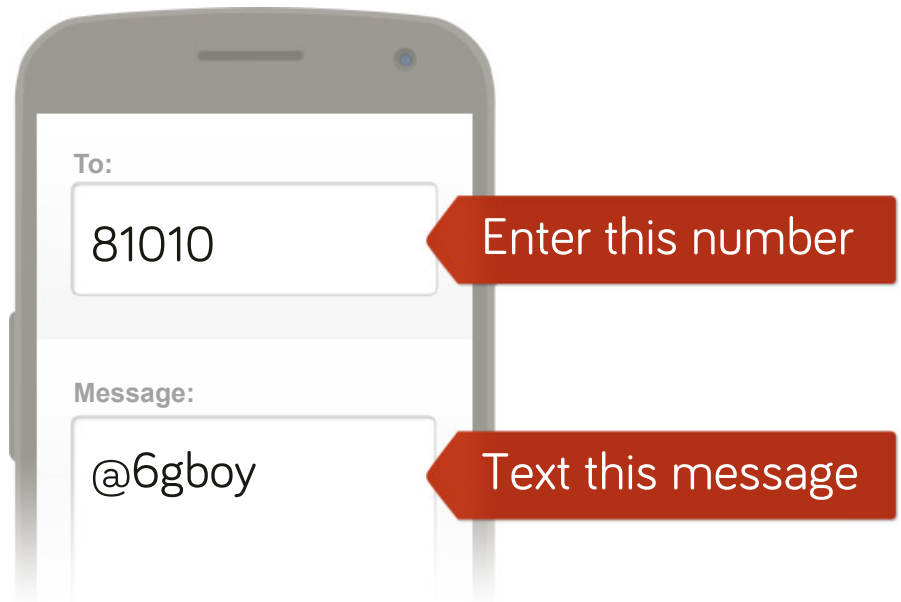 To:
81010
Enter this number
Message:
@6gboy
Text this message